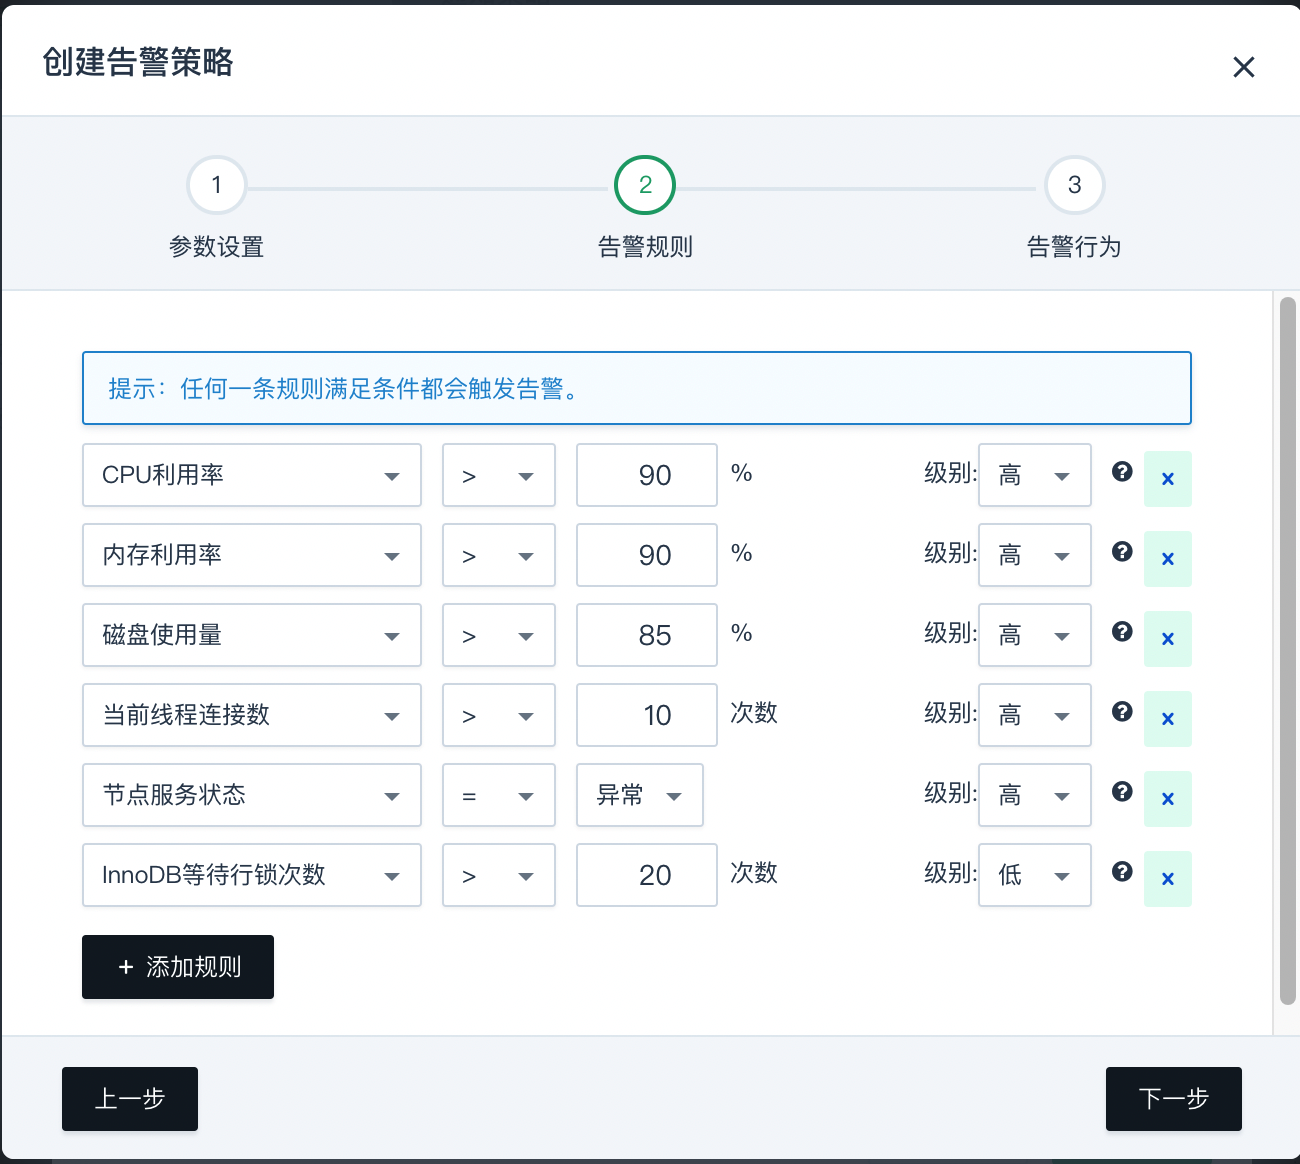 创建告警策略
1
2
3
参数设置
告警规则
告警行为
提示：任何一条规则满足条件都会触发告警。
CPU利用率 > 90 % 级别: 高
内存利用率 > 90 % 级别: 高
磁盘使用量 > 85 % 级别: 高
当前线程连接数 > 10 次数 级别: 高
节点服务状态 = 异常 级别: 高
InnoDB等待行锁次数 > 20 次数 级别: 低
+ 添加规则
上一步
下一步